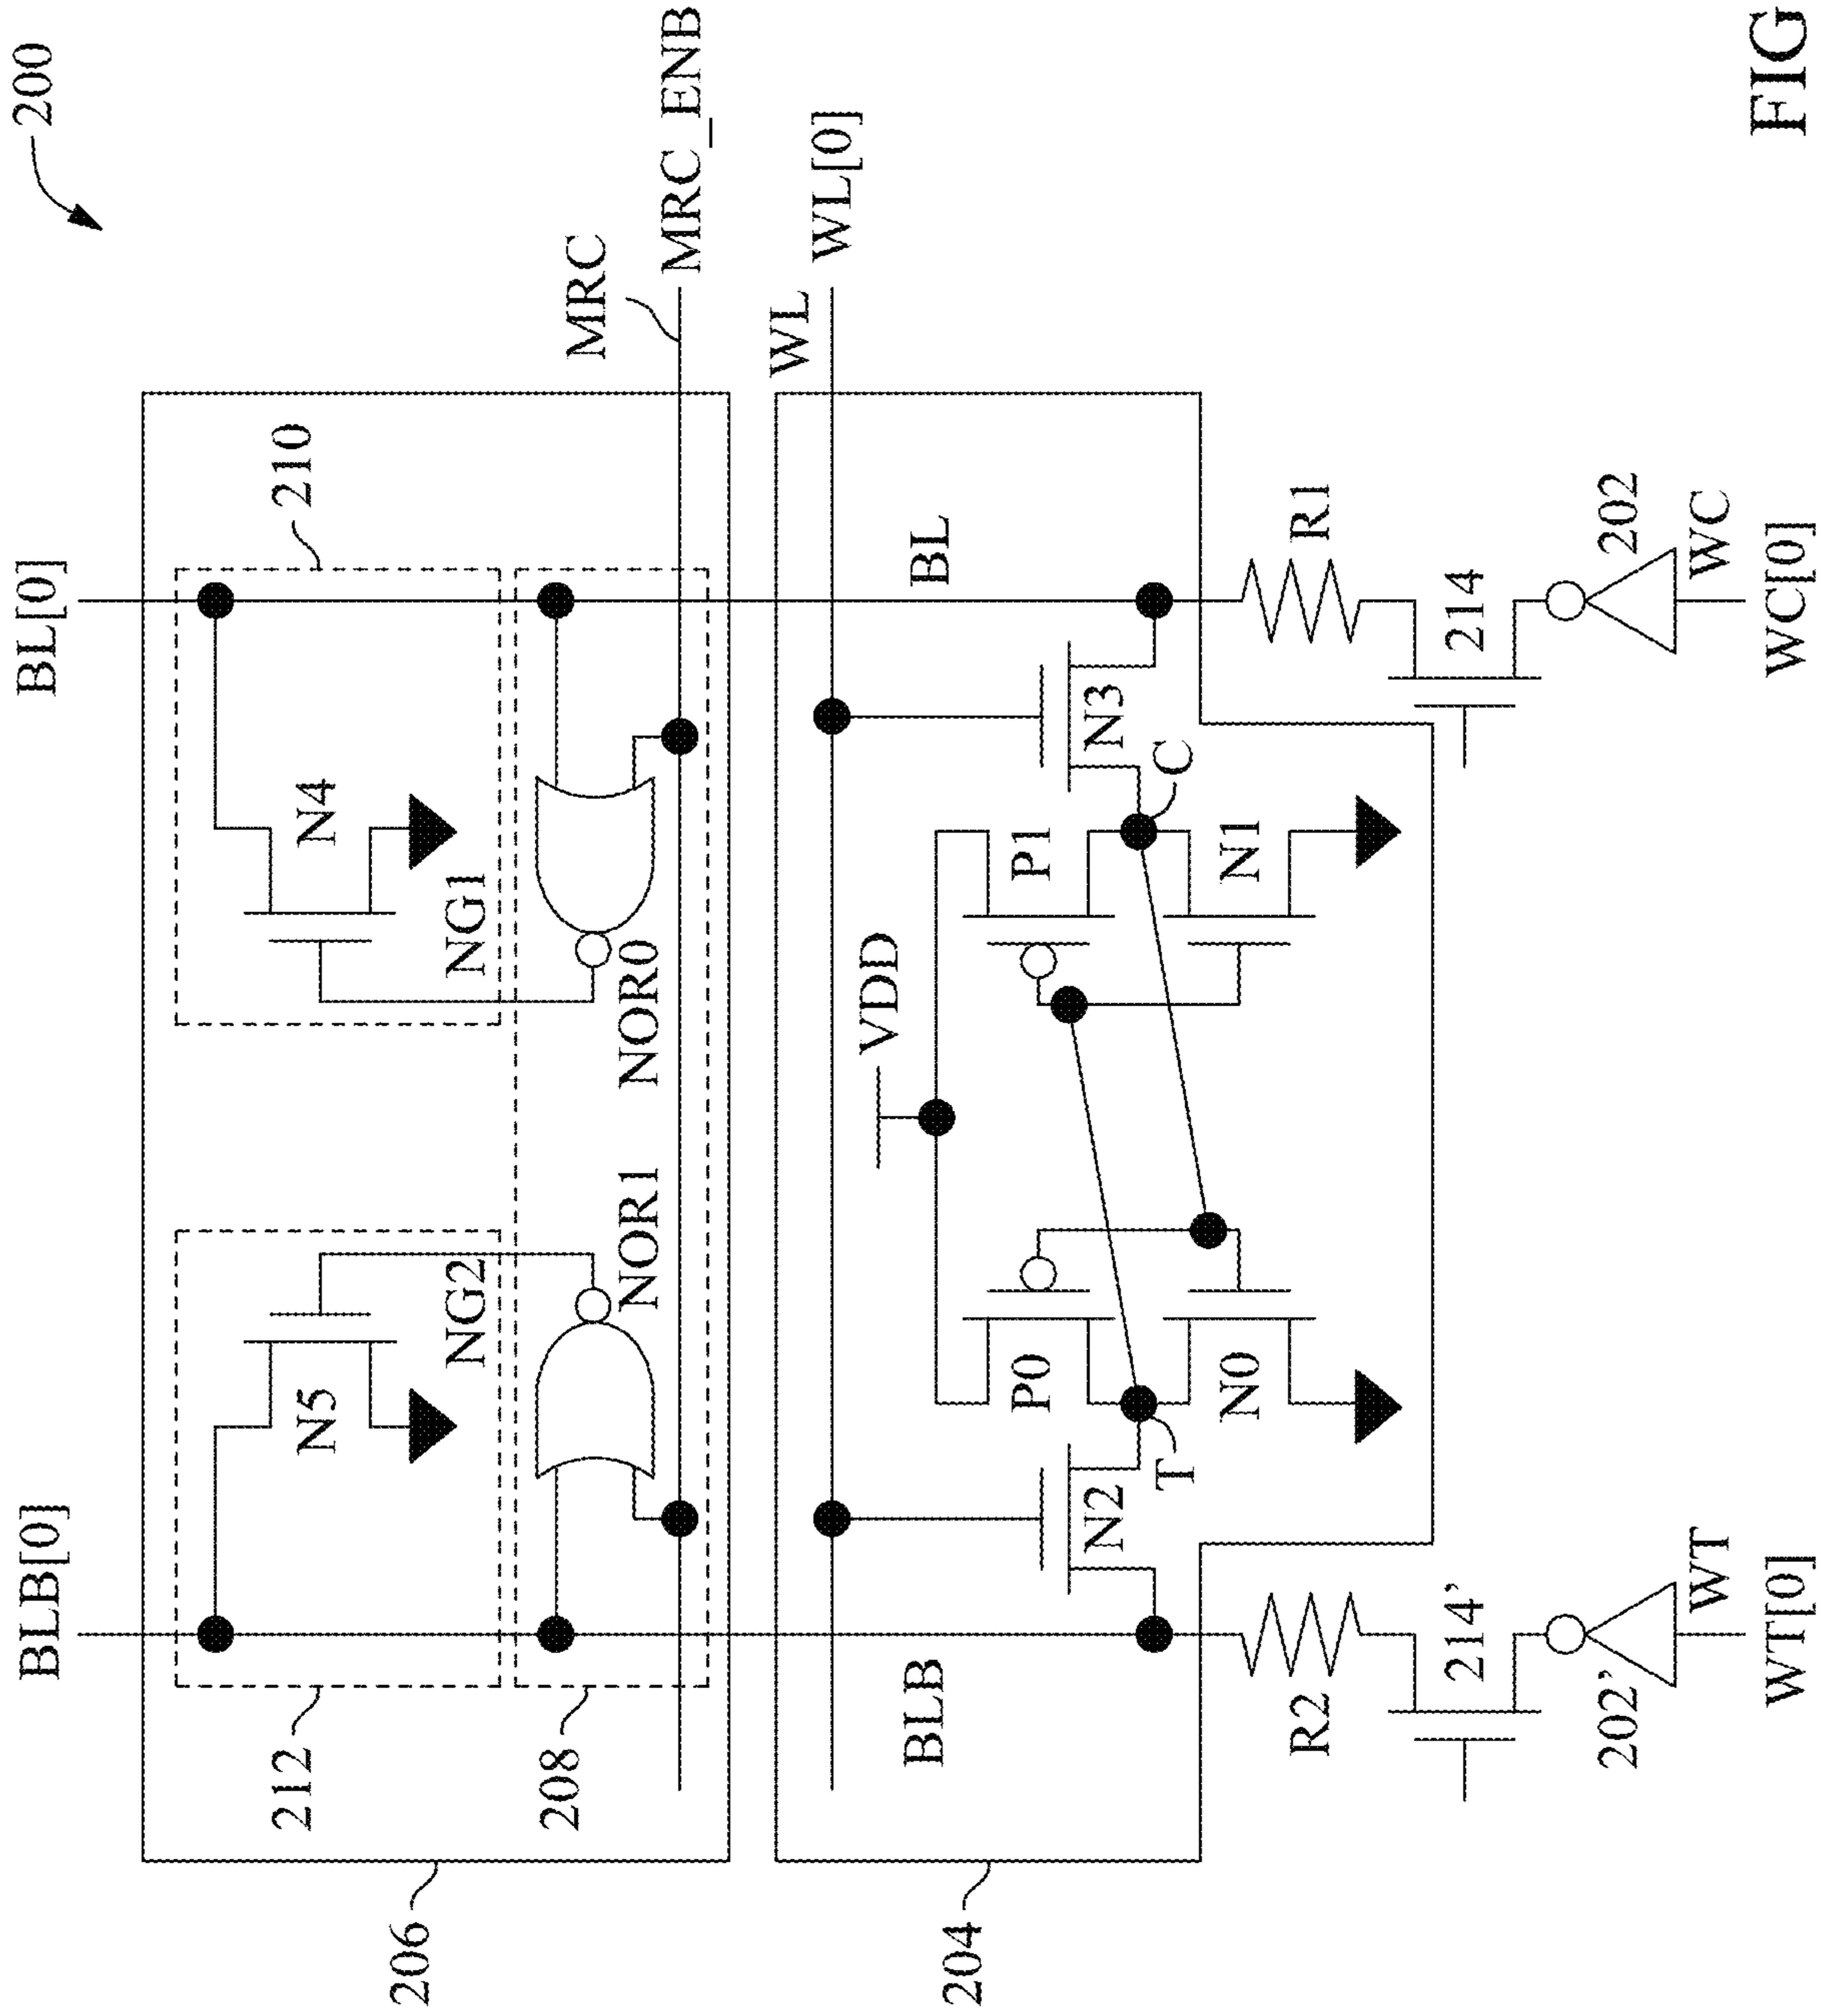 200
BLB[0]
BL[0]
212
N5
NG2
N4
NG1
210
208
NOR1
NOR0
206
MRC
MRC_ENB
WL
WL[0]
BLB
VDD
BL
204
N2
T
P0
N0
P1
N1
C
N3
R2
R1
214’
214
202’
202
WT
WC
WT[0]
WC[0]
FIG